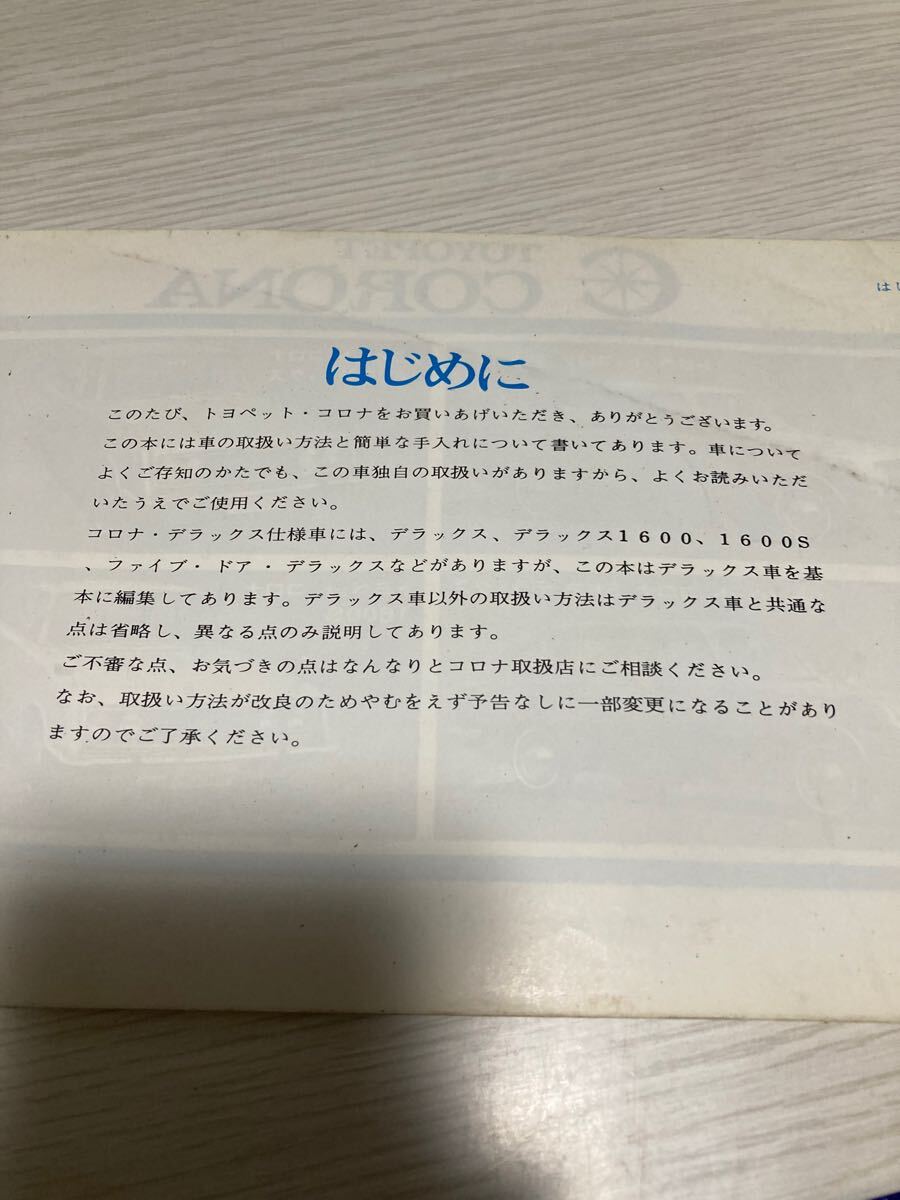 TOYOPET
CORONA
はじ
はじめに
このたび、トヨペット・コロナをお買いあげいただき、ありがとうございます。
この本には車の取扱い方法と簡単な手入れについて書いてあります。車について
よくご存知のかたでも、この車独自の取扱いがありますから、よくお読みいただ
いたうえでご使用ください。
コロナ・デラックス仕様車には、デラックス、デラックス１６００、１６００Ｓ
、ファイブ・ドア・デラックスなどがありますが、この本はデラックス車を基
本に編集してあります。デラックス車以外の取扱い方法はデラックス車と共通な
点は省略し、異なる点のみ説明してあります。
ご不審な点、お気づきの点はなんなりとコロナ取扱店にご相談ください。
なお、取扱い方法が改良のためやむをえず予告なしに一部変更になることがあり
ますのでご了承ください。